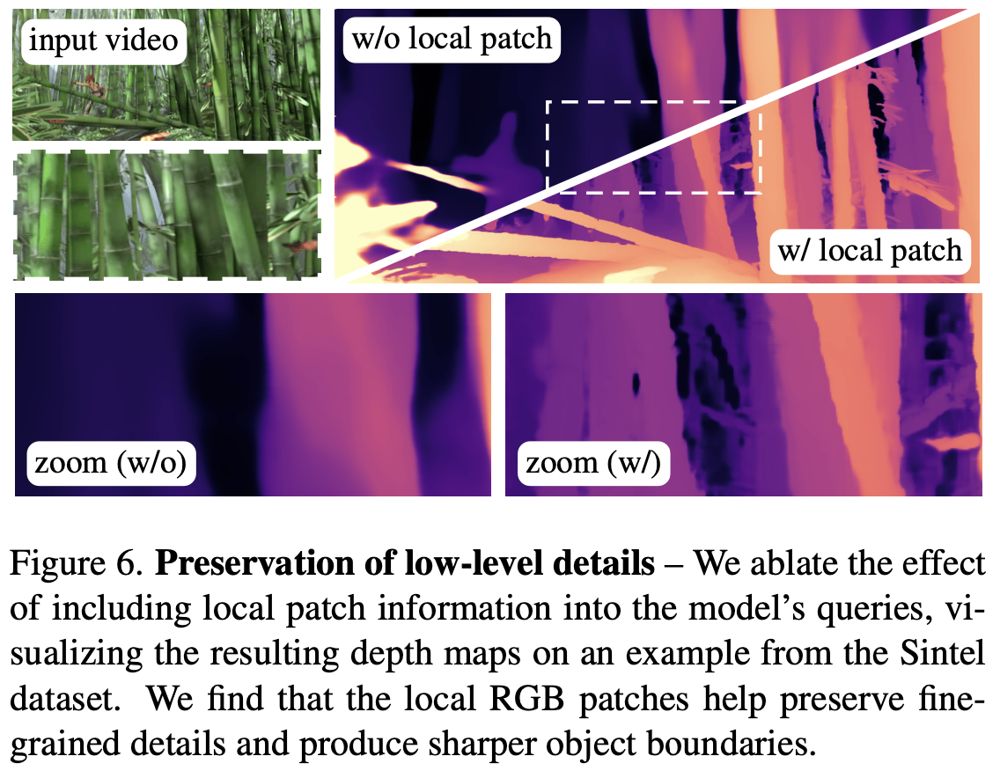 input video
w/o local patch
w/ local patch
zoom (w/o)
zoom (w/)
Figure 6. Preservation of low-level details – We ablate the effect
of including local patch information into the model's queries, vi-
sualizing the resulting depth maps on an example from the Sintel
dataset. We find that the local RGB patches help preserve fine-
grained details and produce sharper object boundaries.